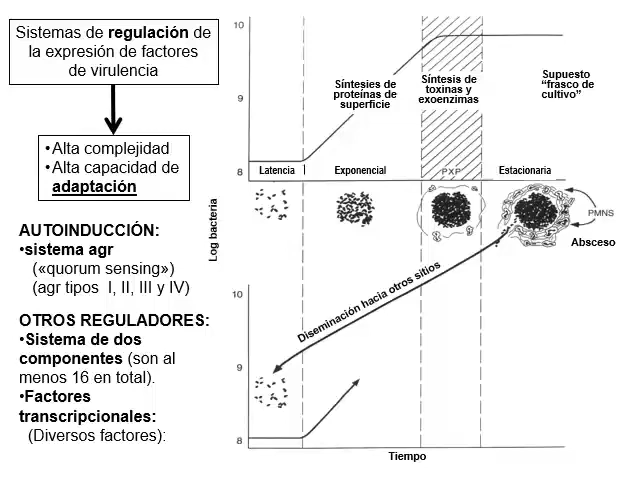 Sistemas de regulación de
la expresión de factores
de virulencia
•Alta complejidad
•Alta capacidad de
adaptación
AUTOINDUCCIÓN:
•sistema agr
(«quorum sensing»)
(agr tipos I, II, III y IV)
OTROS REGULADORES:
•Sistema de dos
componentes (son al
menos 16 en total).
•Factores
transcripcionales:
(Diversos factores):
Log bacteria
10
9
8
Síntesies de
proteínas de
superficie
Síntesis de
toxinas y
exoenzimas
Supuesto
“frasco de
cultivo”
Latencia
Exponencial
PXP
Estacionaria
PMNS
Absceso
Diseminación hacia otros sitios
10
9
8
Tiempo